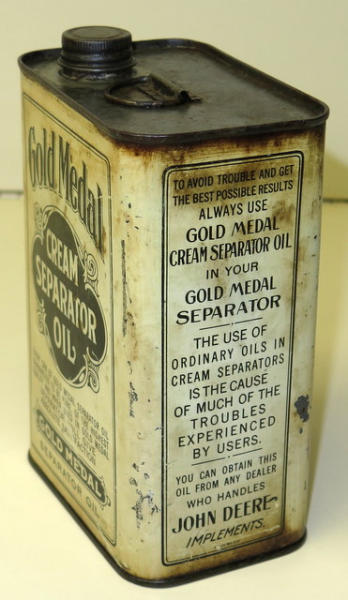 Gold Medal
CREAM
SEPARATOR
OIL
GOLD MEDAL
SEPARATOR OIL
TO AVOID TROUBLE AND GET
THE BEST POSSIBLE RESULTS
ALWAYS USE
GOLD MEDAL
CREAM SEPARATOR OIL
IN YOUR
GOLD MEDAL
SEPARATOR
THE USE OF
ORDINARY OILS IN
CREAM SEPARATORS
IS THE CAUSE
OF MUCH OF THE
TROUBLES
EXPERIENCED
BY USERS.
YOU CAN OBTAIN THIS
OIL FROM ANY DEALER
WHO HANDLES
JOHN DEERE
IMPLEMENTS.